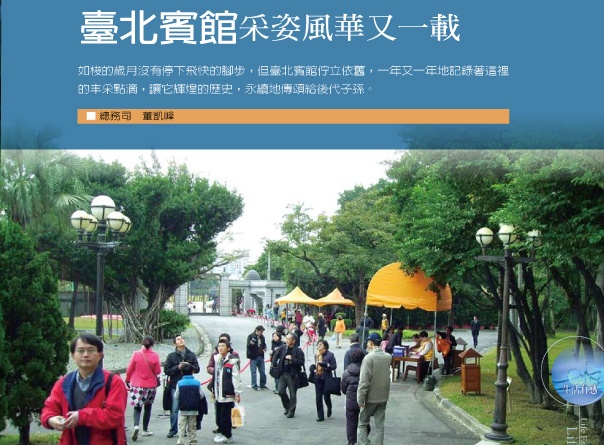 臺北賓館采姿風華又一載
如梭的歲月沒有停下飛快的腳步，但臺北賓館佇立依舊，一年又一年地記錄著這裡
的丰采點滴，讓它輝煌的歷史，永續地傳頌給後代子孫。
■ 總務司　董凱峰